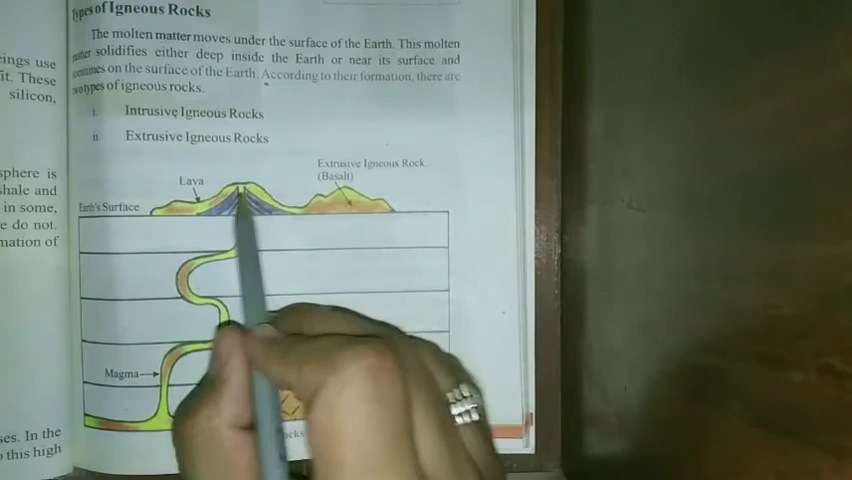 Types of Igneous Rocks
The molten matter moves under the surface of the Earth. This molten
matter solidifies either deep inside the Earth or near its surface and
sometimes on the surface of the Earth. According to their formation, there are
two types of igneous rocks.
i. Intrusive Igneous Rocks
ii. Extrusive Igneous Rocks
Extrusive Igneous Rock
(Basalt)
Lava
Earth's Surface
Magma
ocks
ings use
it. These
silicon,
sphere is
hale and
in some,
e do not.
mation of
ses. In the
this high